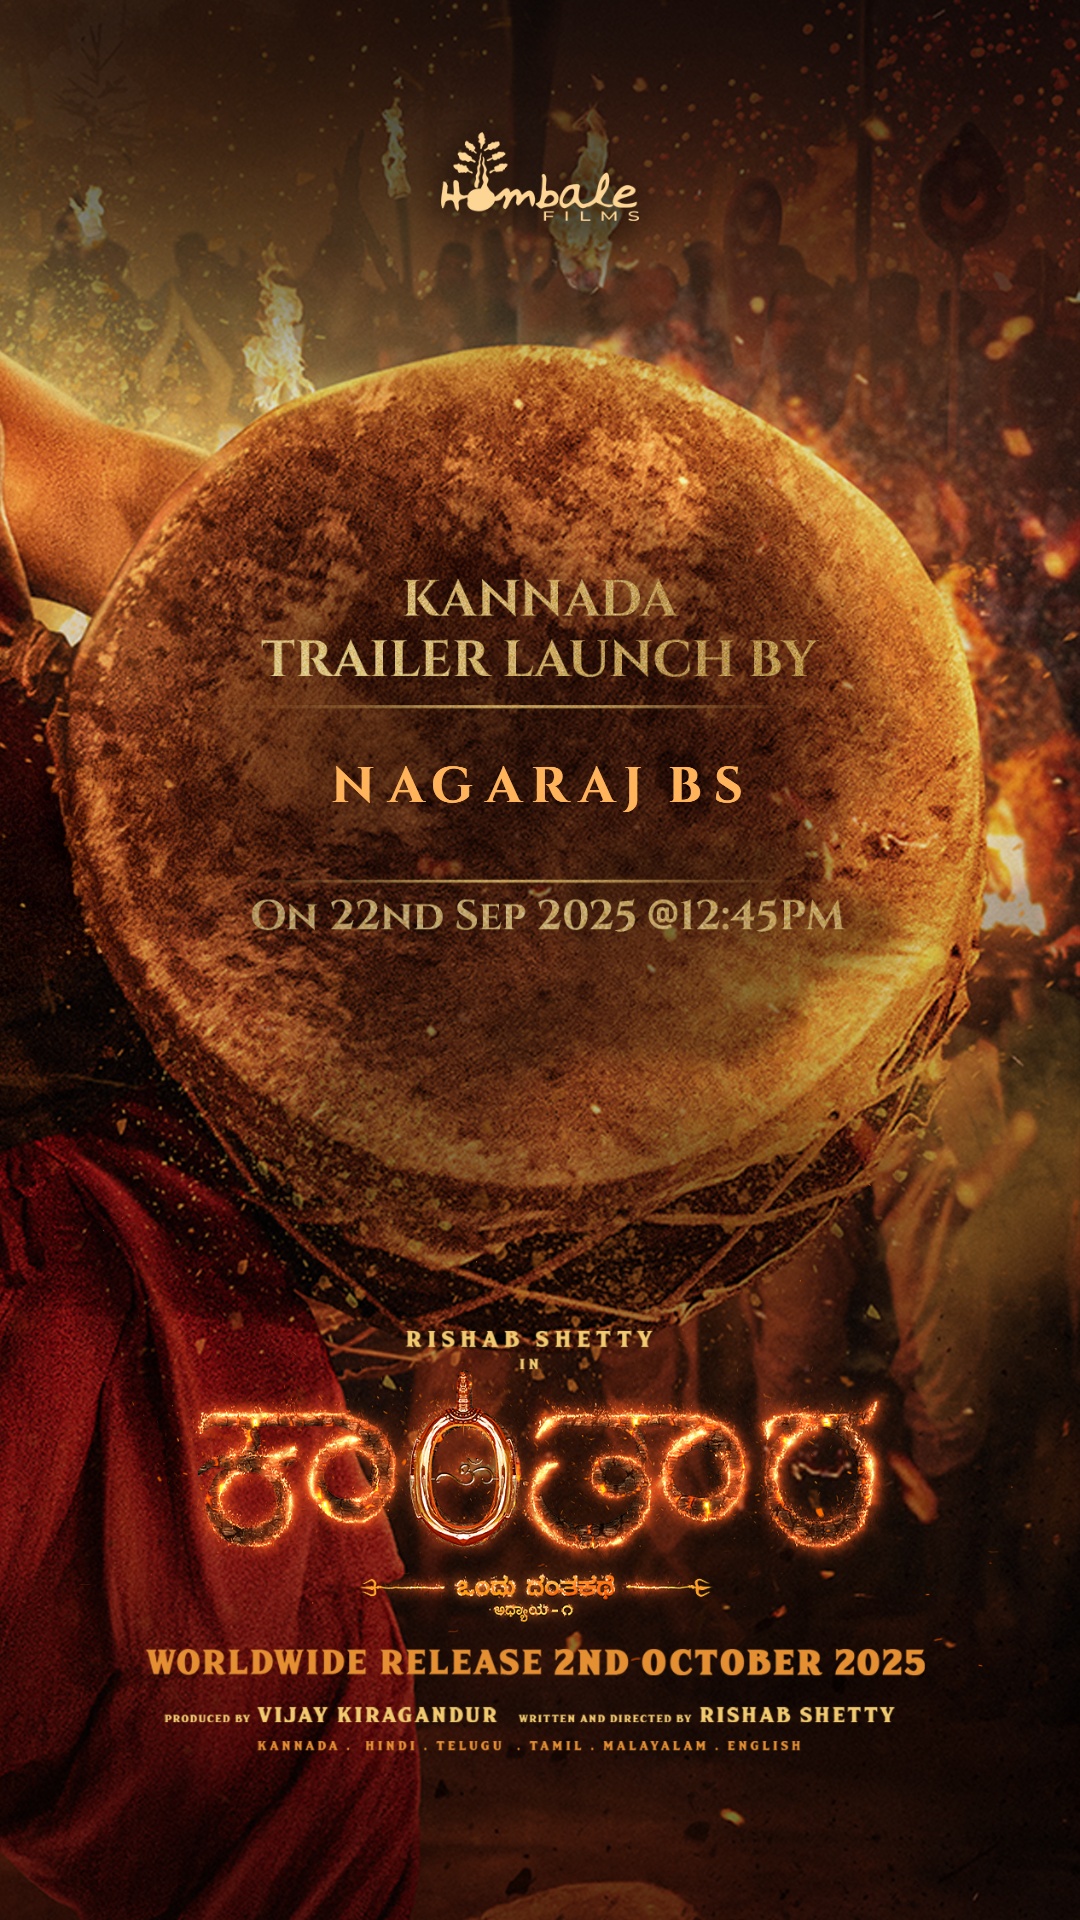 Hombale
FILMS
KANNADA
TRAILER LAUNCH BY
NAGARAJ BS
ON 22ND SEP 2025 @12:45PM
RISHAB SHETTY
IN
ಕಾಂತಾರ
ಒಂದು ದಂತಕಥೆ
ಅಧ್ಯಾಯ - ೧
WORLDWIDE RELEASE 2ND OCTOBER 2025
PRODUCED BY VIJAY KIRAGANDUR WRITTEN AND DIRECTED BY RISHAB SHETTY
KANNADA . HINDI . TELUGU . TAMIL . MALAYALAM . ENGLISH